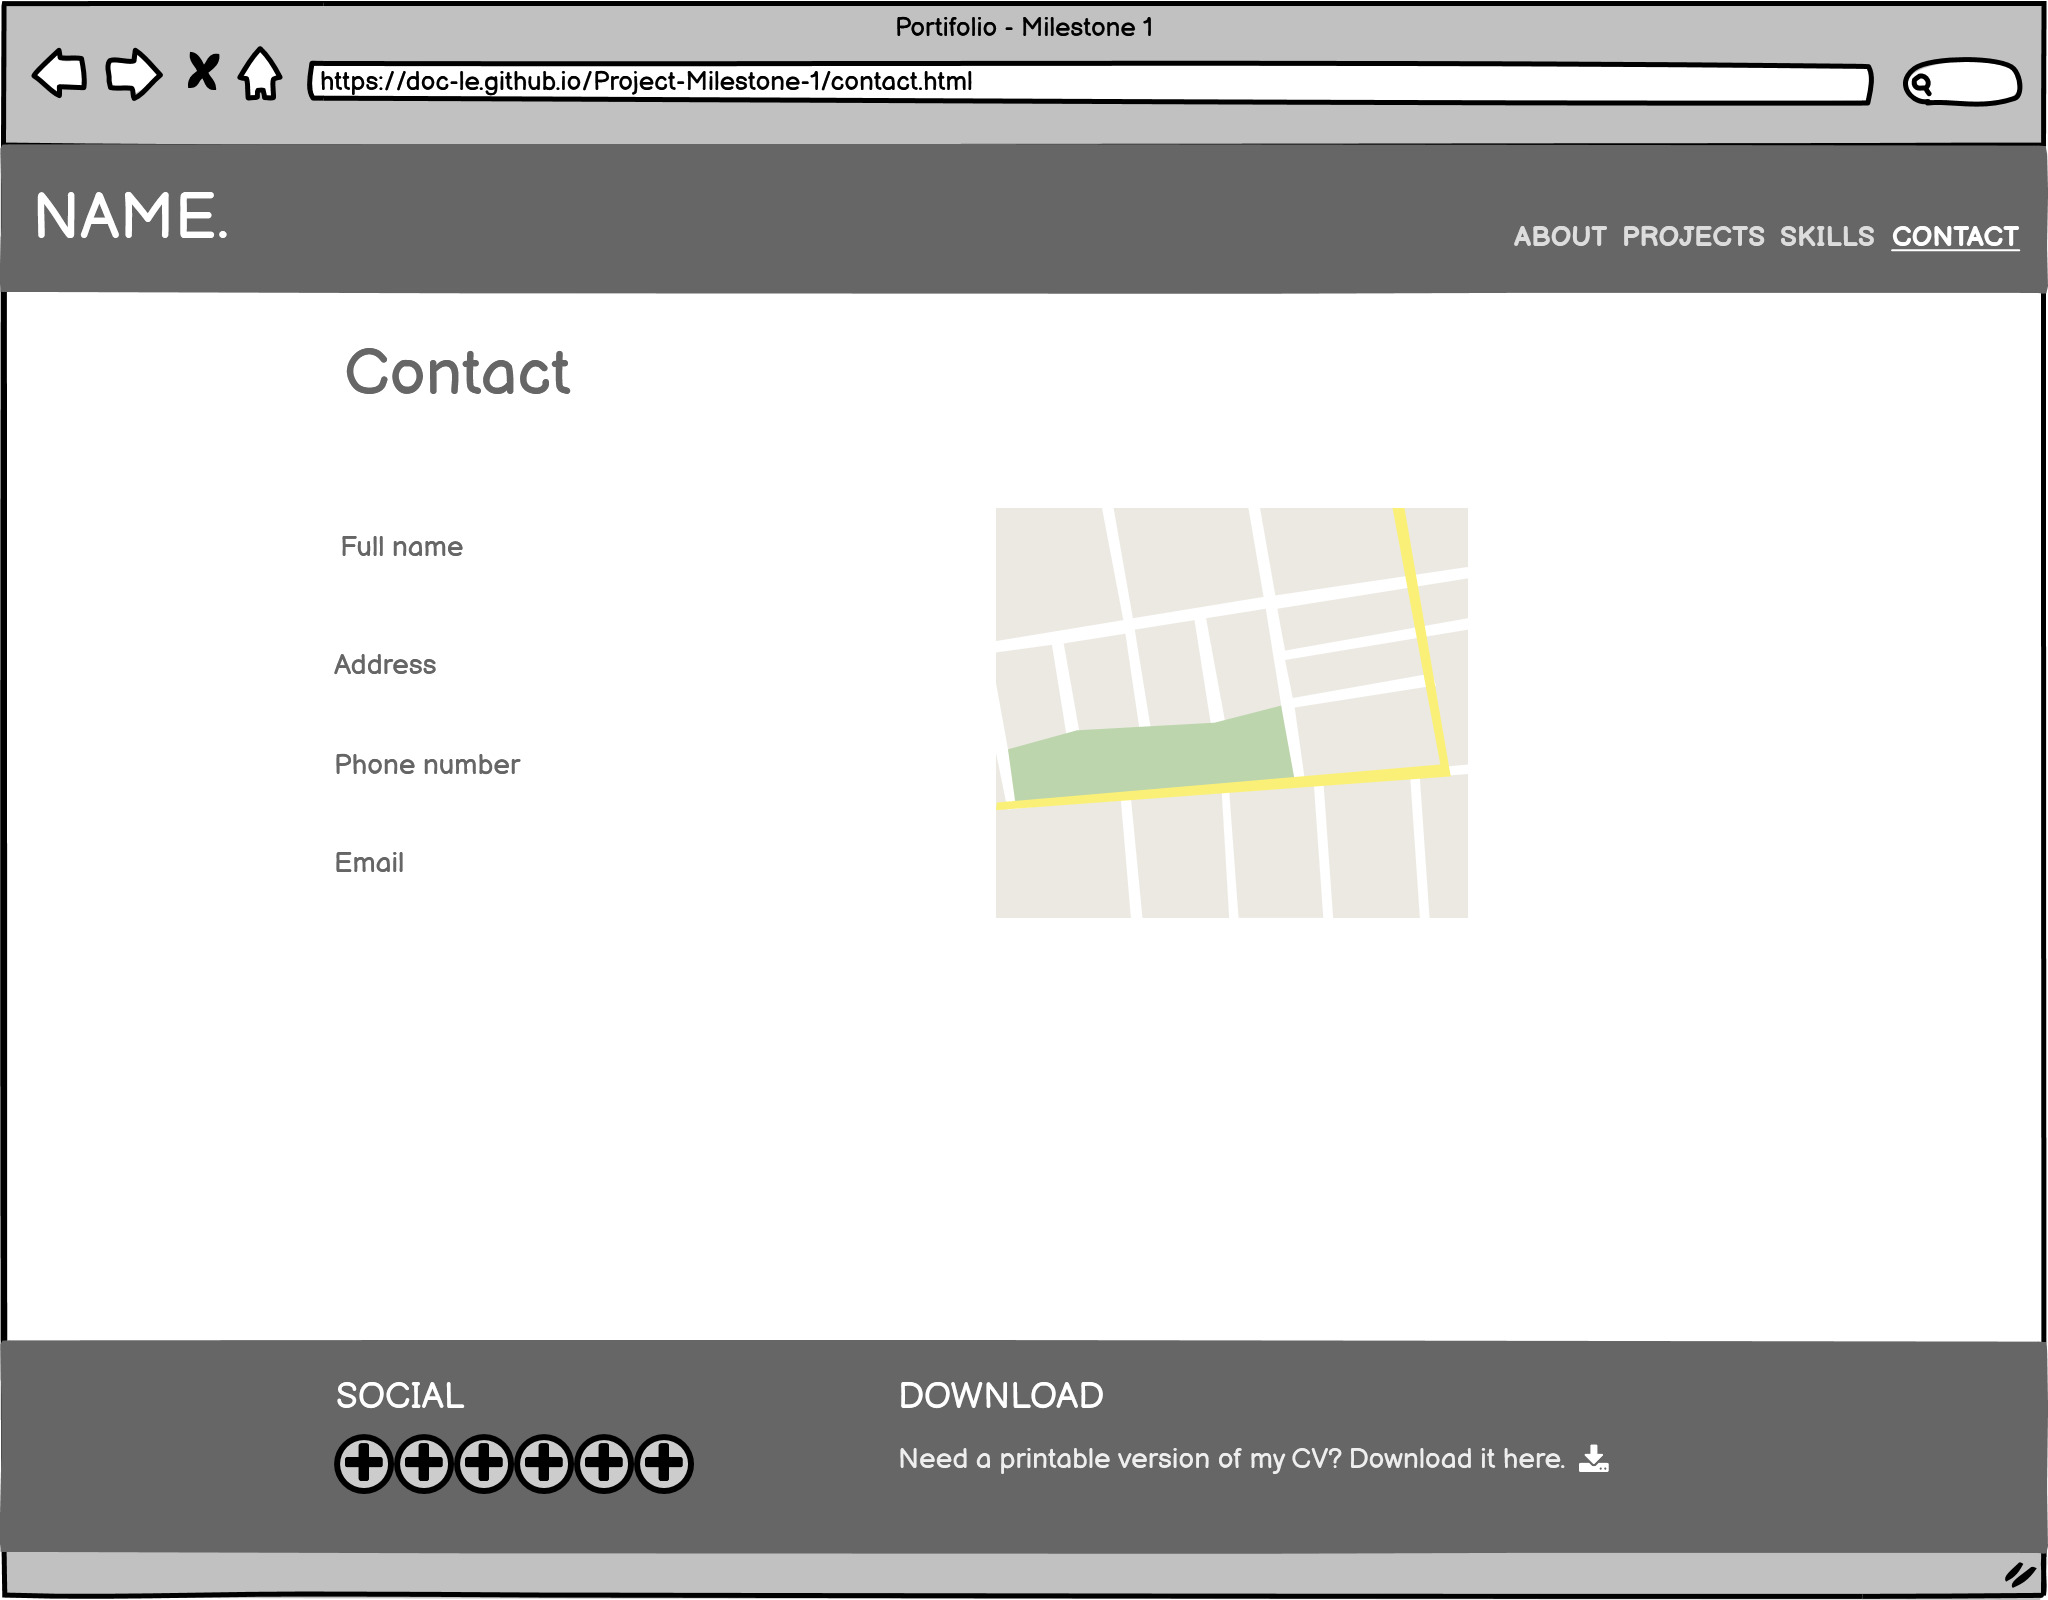 Portifolio - Milestone 1
https://doc-le.github.io/Project-Milestone-1/contact.html
NAME.
ABOUT PROJECTS SKILLS CONTACT
Contact
Full name
Address
Phone number
Email
SOCIAL
DOWNLOAD
Need a printable version of my CV? Download it here.